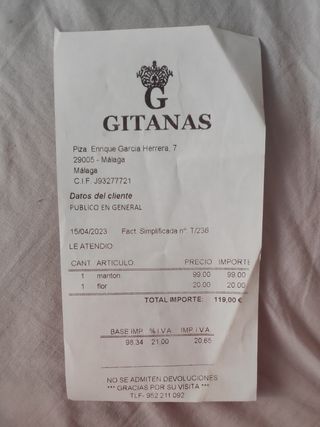 G
GITANAS
Plza. Enrique Garcia Herrera, 7
29005 - Málaga
Málaga
C.I.F. J93277721
Datos del cliente
PUBLICO EN GENERAL
15/04/2023 Fact. Simplificada nº. T/238
LE ATENDIO:
CANT ARTICULO PRECIO IMPORTE
1 manton 99,00 99,00
1 flor 20,00 20,00
TOTAL IMPORTE: 119,00 €
BASE IMP. % I.V.A IMP. I.V.A.
98,34 21,00 20,65
NO SE ADMITEN DEVOLUCIONES
*** GRACIAS POR SU VISITA ***
TLF- 952 211 092